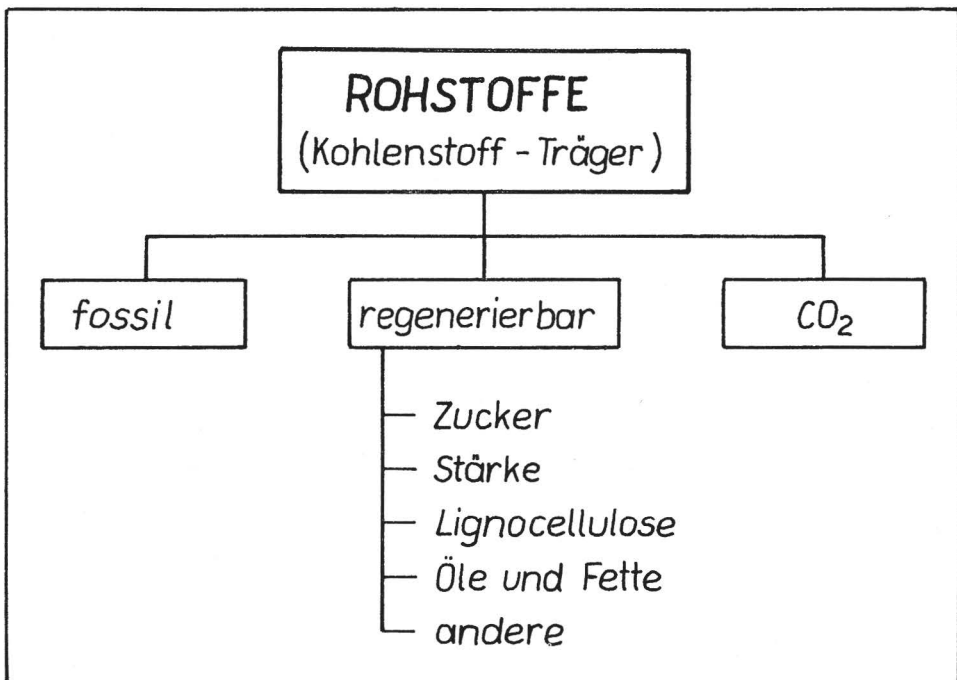 ROHSTOFFE
(Kohlenstoff - Träger)
fossil
regenerierbar
CO₂
Zucker
Stärke
Lignocellulose
Öle und Fette
andere